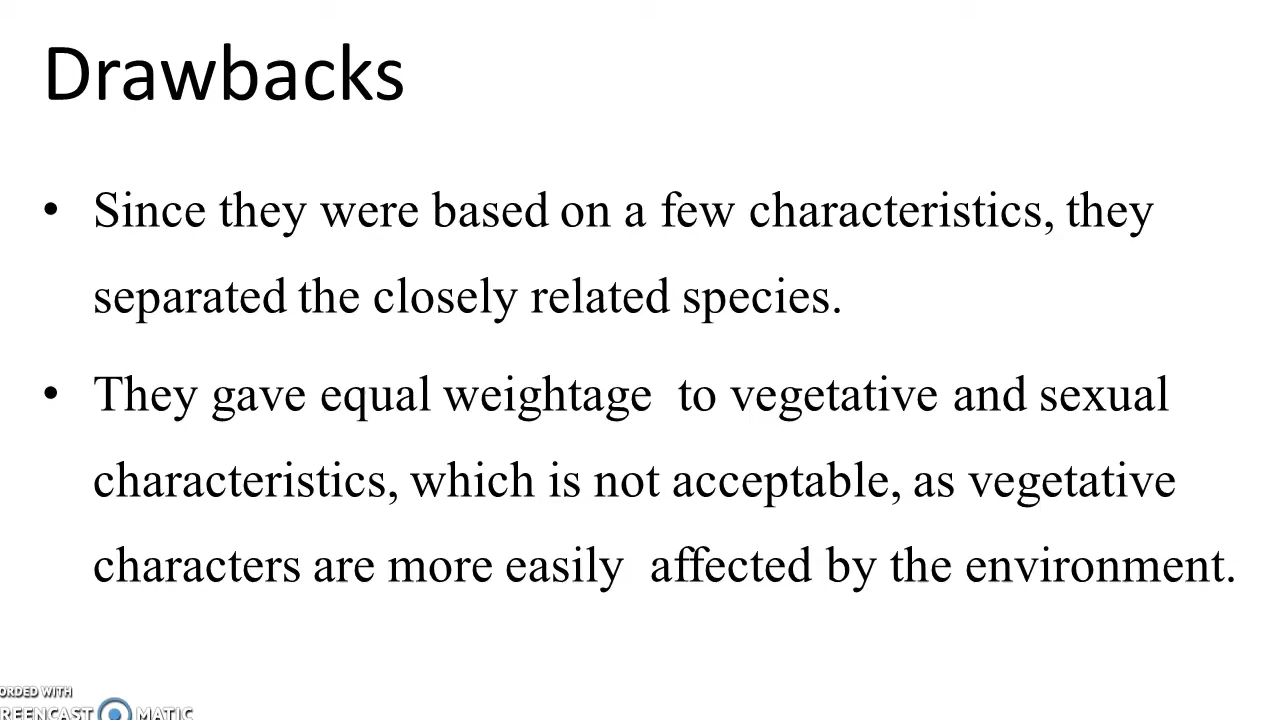 Drawbacks
• Since they were based on a few characteristics, they
separated the closely related species.
• They gave equal weightage to vegetative and sexual
characteristics, which is not acceptable, as vegetative
characters are more easily affected by the environment.
ORDED WITH
REENCAST MATIC